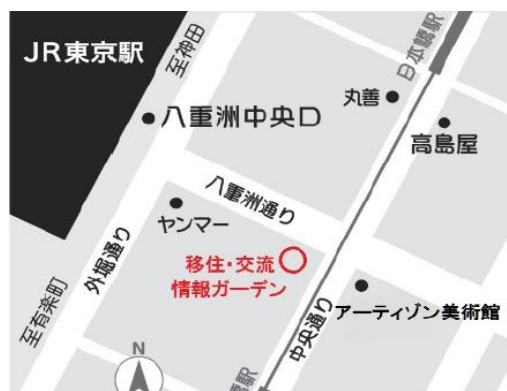 JR東京駅
至神田
日本橋駅
丸善
八重洲中央口
高島屋
八重洲通り
ヤンマー
外堀通り
移住・交流
情報ガーデン
中央通り
アーティゾン美術館
至有楽町
N
橋駅